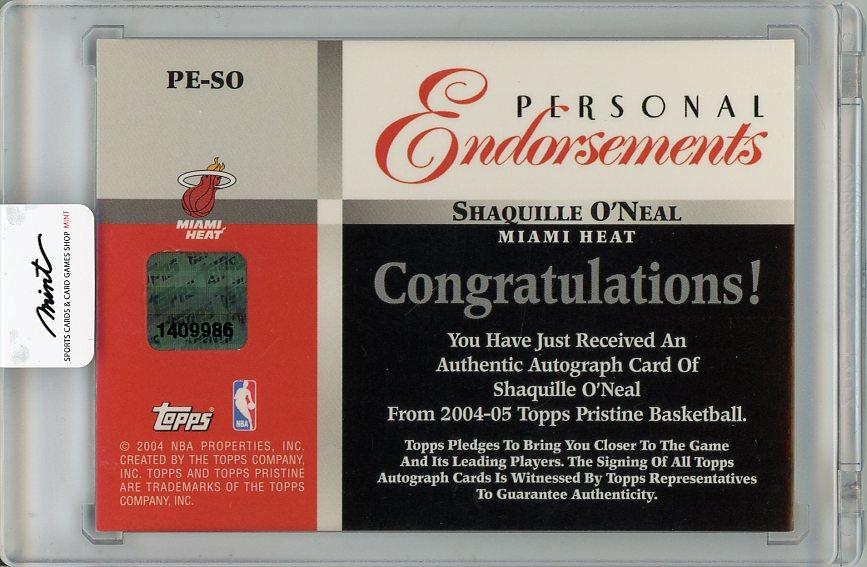 PE-SO
PERSONAL
Endorsements
SHAQUILLE O'NEAL
MIAMI HEAT
MIAMI
HEAT
Congratulations!
1409986
You Have Just Received An
Authentic Autograph Card Of
Shaquille O'Neal
From 2004-05 Topps Pristine Basketball.
Topps Pledges To Bring You Closer To The Game
And Its Leading Players. The Signing Of All Topps
Autograph Cards Is Witnessed By Topps Representatives
To Guarantee Authenticity.
topps
NBA
© 2004 NBA PROPERTIES, INC.
CREATED BY THE TOPPS COMPANY,
INC. TOPPS AND TOPPS PRISTINE
ARE TRADEMARKS OF THE TOPPS
COMPANY, INC.
mint
SPORTS CARDS & CARD GAMES SHOP MINT